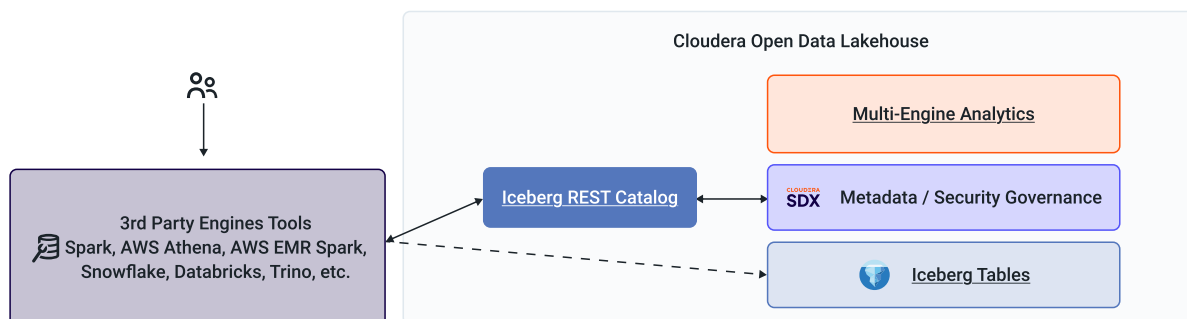 Cloudera Open Data Lakehouse
Multi-Engine Analytics
Iceberg REST Catalog
CLOUDERA
SDX
Metadata / Security Governance
3rd Party Engines Tools
Spark, AWS Athena, AWS EMR Spark,
Snowflake, Databricks, Trino, etc.
Iceberg Tables